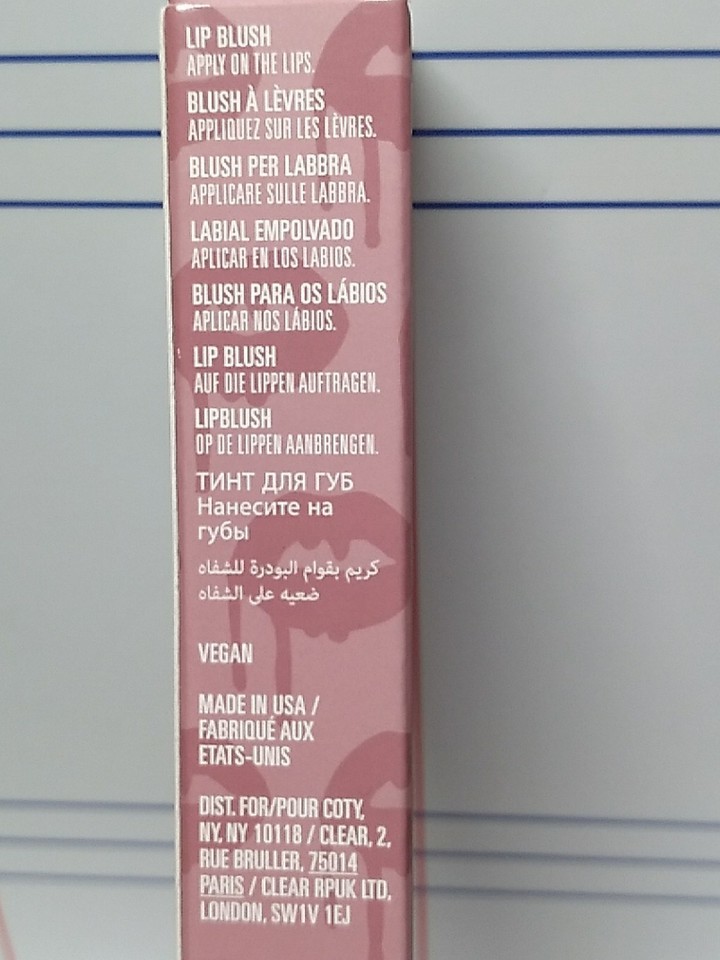 LIP BLUSH
APPLY ON THE LIPS.
BLUSH À LÈVRES
APPLIQUEZ SUR LES LÈVRES.
BLUSH PER LABBRA
APPLICARE SULLE LABBRA.
LABIAL EMPOLVADO
APLICAR EN LOS LABIOS.
BLUSH PARA OS LÁBIOS
APLICAR NOS LÁBIOS.
LIP BLUSH
AUF DIE LIPPEN AUFTRAGEN.
LIPBLUSH
OP DE LIPPEN AANBRENGEN.
ТИНТ ДЛЯ ГУБ
Нанесите на
губы
كريم بقوام البودرة للشفاه
ضعيه على الشفاه
VEGAN
MADE IN USA /
FABRIQUÉ AUX
ETATS-UNIS
DIST. FOR/POUR COTY,
NY, NY 10118 / CLEAR, 2,
RUE BRULLER, 75014
PARIS / CLEAR RPUK LTD,
LONDON, SW1V 1EJ